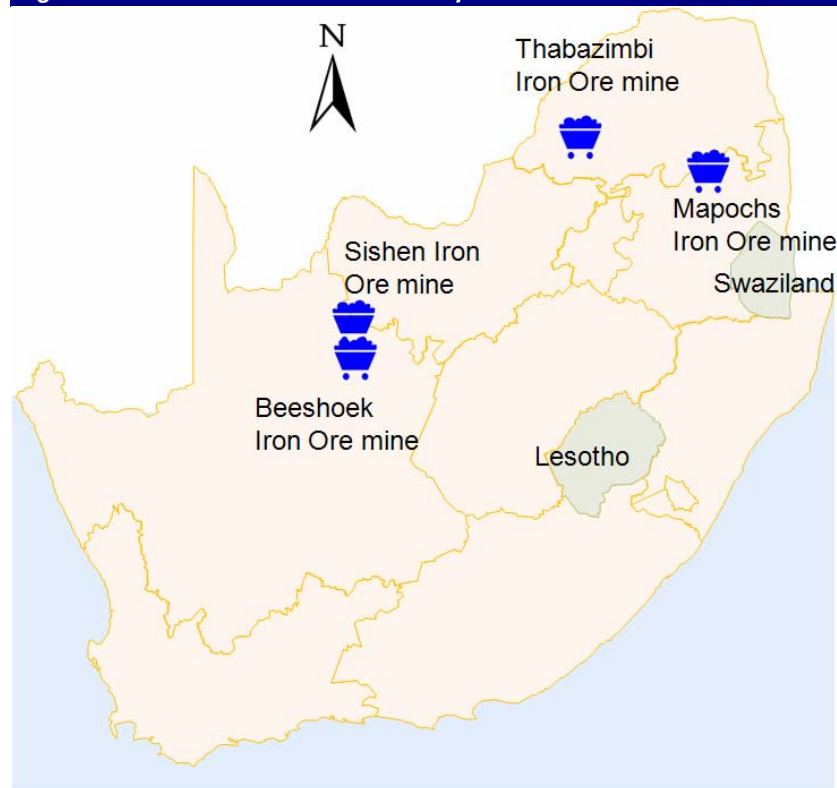 N
Thabazimbi
Iron Ore mine
Mapochs
Iron Ore mine
Swaziland
Sishen Iron
Ore mine
Beeshoek
Iron Ore mine
Lesotho